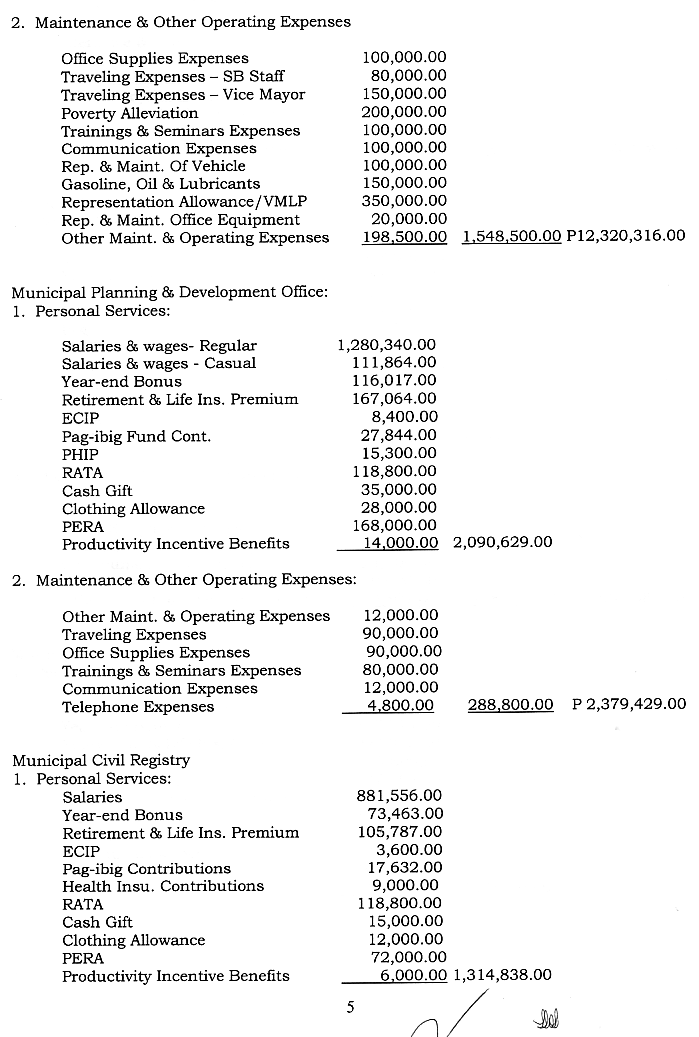 2. Maintenance & Other Operating Expenses
Office Supplies Expenses 100,000.00
Traveling Expenses – SB Staff 80,000.00
Traveling Expenses – Vice Mayor 150,000.00
Poverty Alleviation 200,000.00
Trainings & Seminars Expenses 100,000.00
Communication Expenses 100,000.00
Rep. & Maint. Of Vehicle 100,000.00
Gasoline, Oil & Lubricants 150,000.00
Representation Allowance/VMLP 350,000.00
Rep. & Maint. Office Equipment 20,000.00
Other Maint. & Operating Expenses 198,500.00 1,548,500.00 P12,320,316.00
Municipal Planning & Development Office:
1. Personal Services:
Salaries & wages- Regular 1,280,340.00
Salaries & wages - Casual 111,864.00
Year-end Bonus 116,017.00
Retirement & Life Ins. Premium 167,064.00
ECIP 8,400.00
Pag-ibig Fund Cont. 27,844.00
PHIP 15,300.00
RATA 118,800.00
Cash Gift 35,000.00
Clothing Allowance 28,000.00
PERA 168,000.00
Productivity Incentive Benefits 14,000.00 2,090,629.00
2. Maintenance & Other Operating Expenses:
Other Maint. & Operating Expenses 12,000.00
Traveling Expenses 90,000.00
Office Supplies Expenses 90,000.00
Trainings & Seminars Expenses 80,000.00
Communication Expenses 12,000.00
Telephone Expenses 4,800.00 288,800.00 P 2,379,429.00
Municipal Civil Registry
1. Personal Services:
Salaries 881,556.00
Year-end Bonus 73,463.00
Retirement & Life Ins. Premium 105,787.00
ECIP 3,600.00
Pag-ibig Contributions 17,632.00
Health Insu. Contributions 9,000.00
RATA 118,800.00
Cash Gift 15,000.00
Clothing Allowance 12,000.00
PERA 72,000.00
Productivity Incentive Benefits 6,000.00 1,314,838.00
5